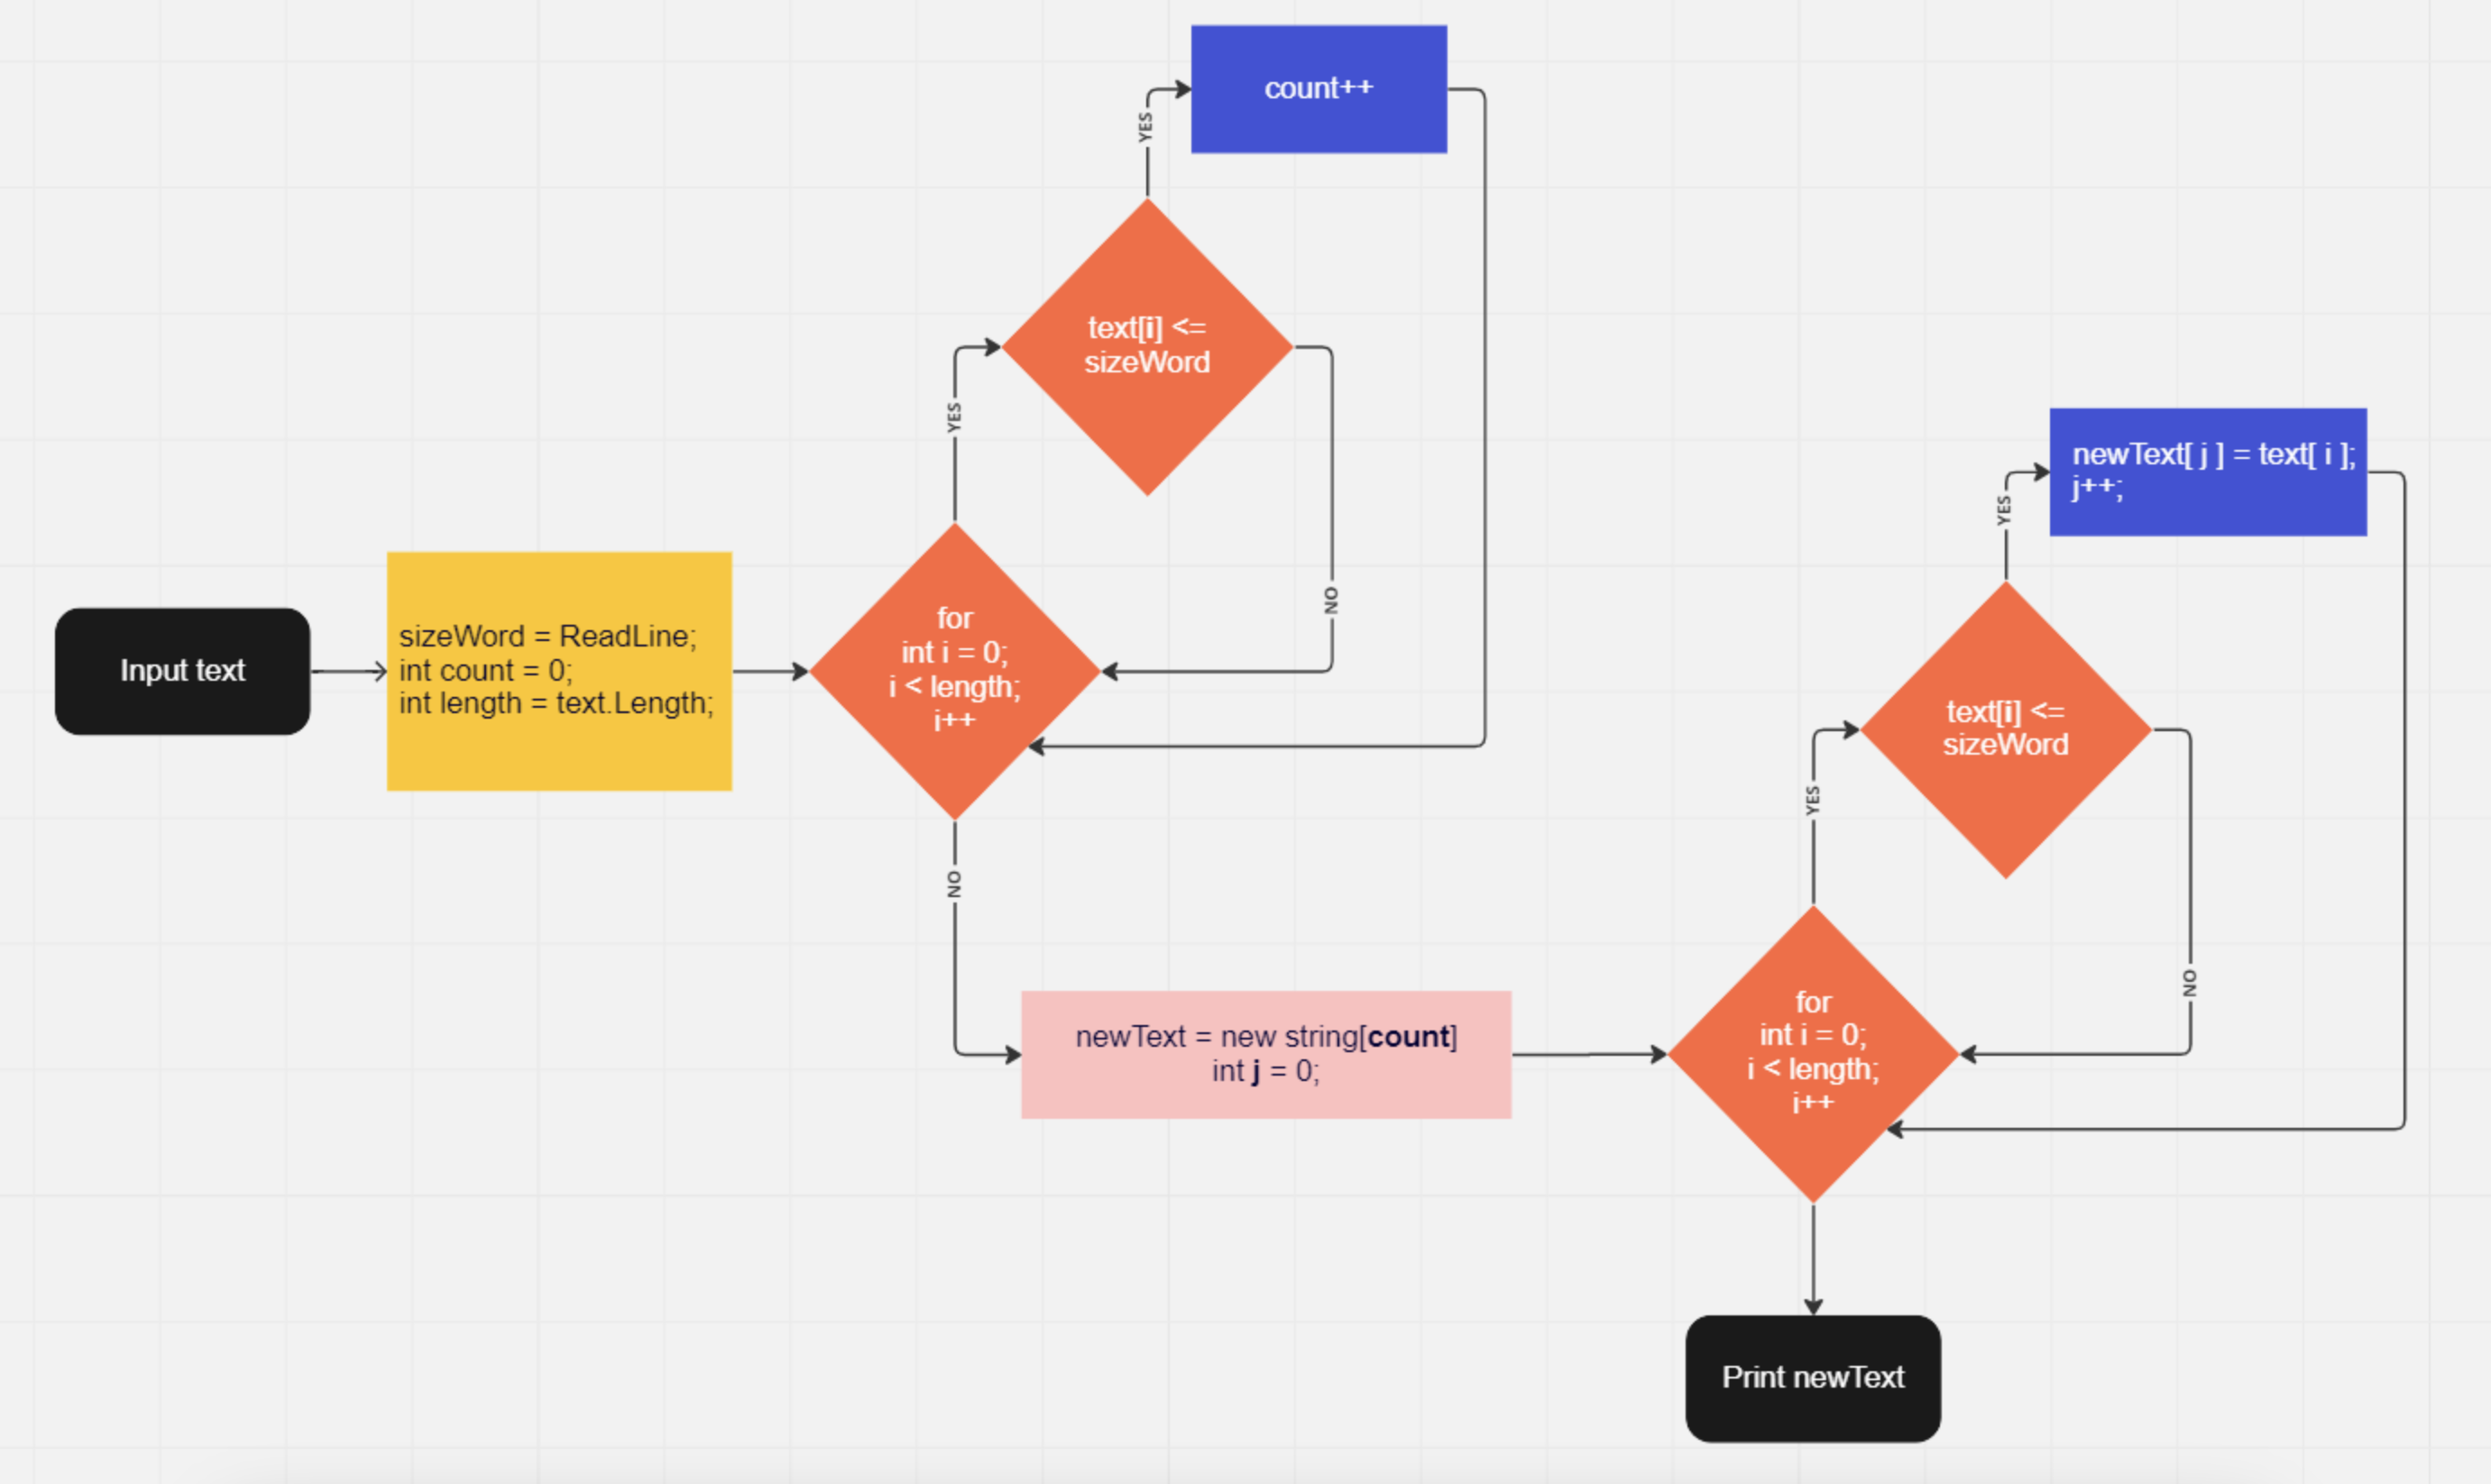 Input text
sizeWord = ReadLine;
int count = 0;
int length = text.Length;
for
int i = 0;
i < length;
i++
YES
text[i] <=
sizeWord
YES
count++
NO
NO
newText = new string[count]
int j = 0;
for
int i = 0;
i < length;
i++
YES
text[i] <=
sizeWord
YES
newText[ j ] = text[ i ];
j++;
NO
Print newText